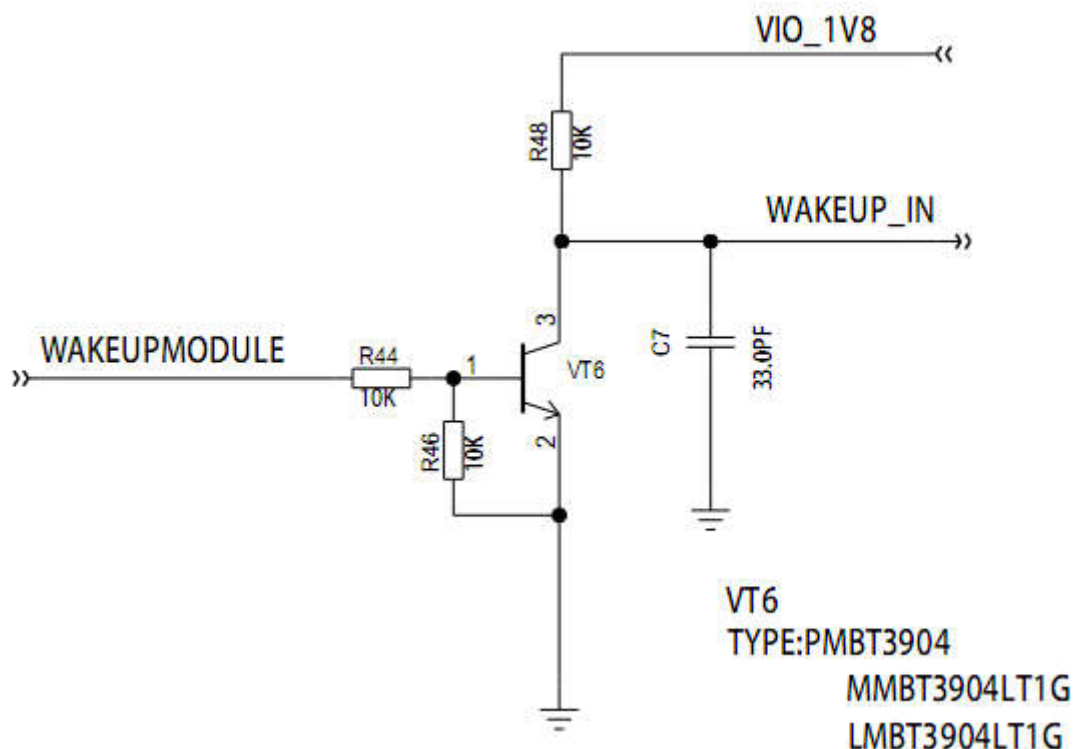 VIO_1V8
R48
10K
WAKEUP_IN
3
WAKEUPMODULE
R44
10K
1
VT6
C7
33.0PF
R46
10K
2
VT6
TYPE:PMBT3904
MMBT3904LT1G
LMBT3904LT1G